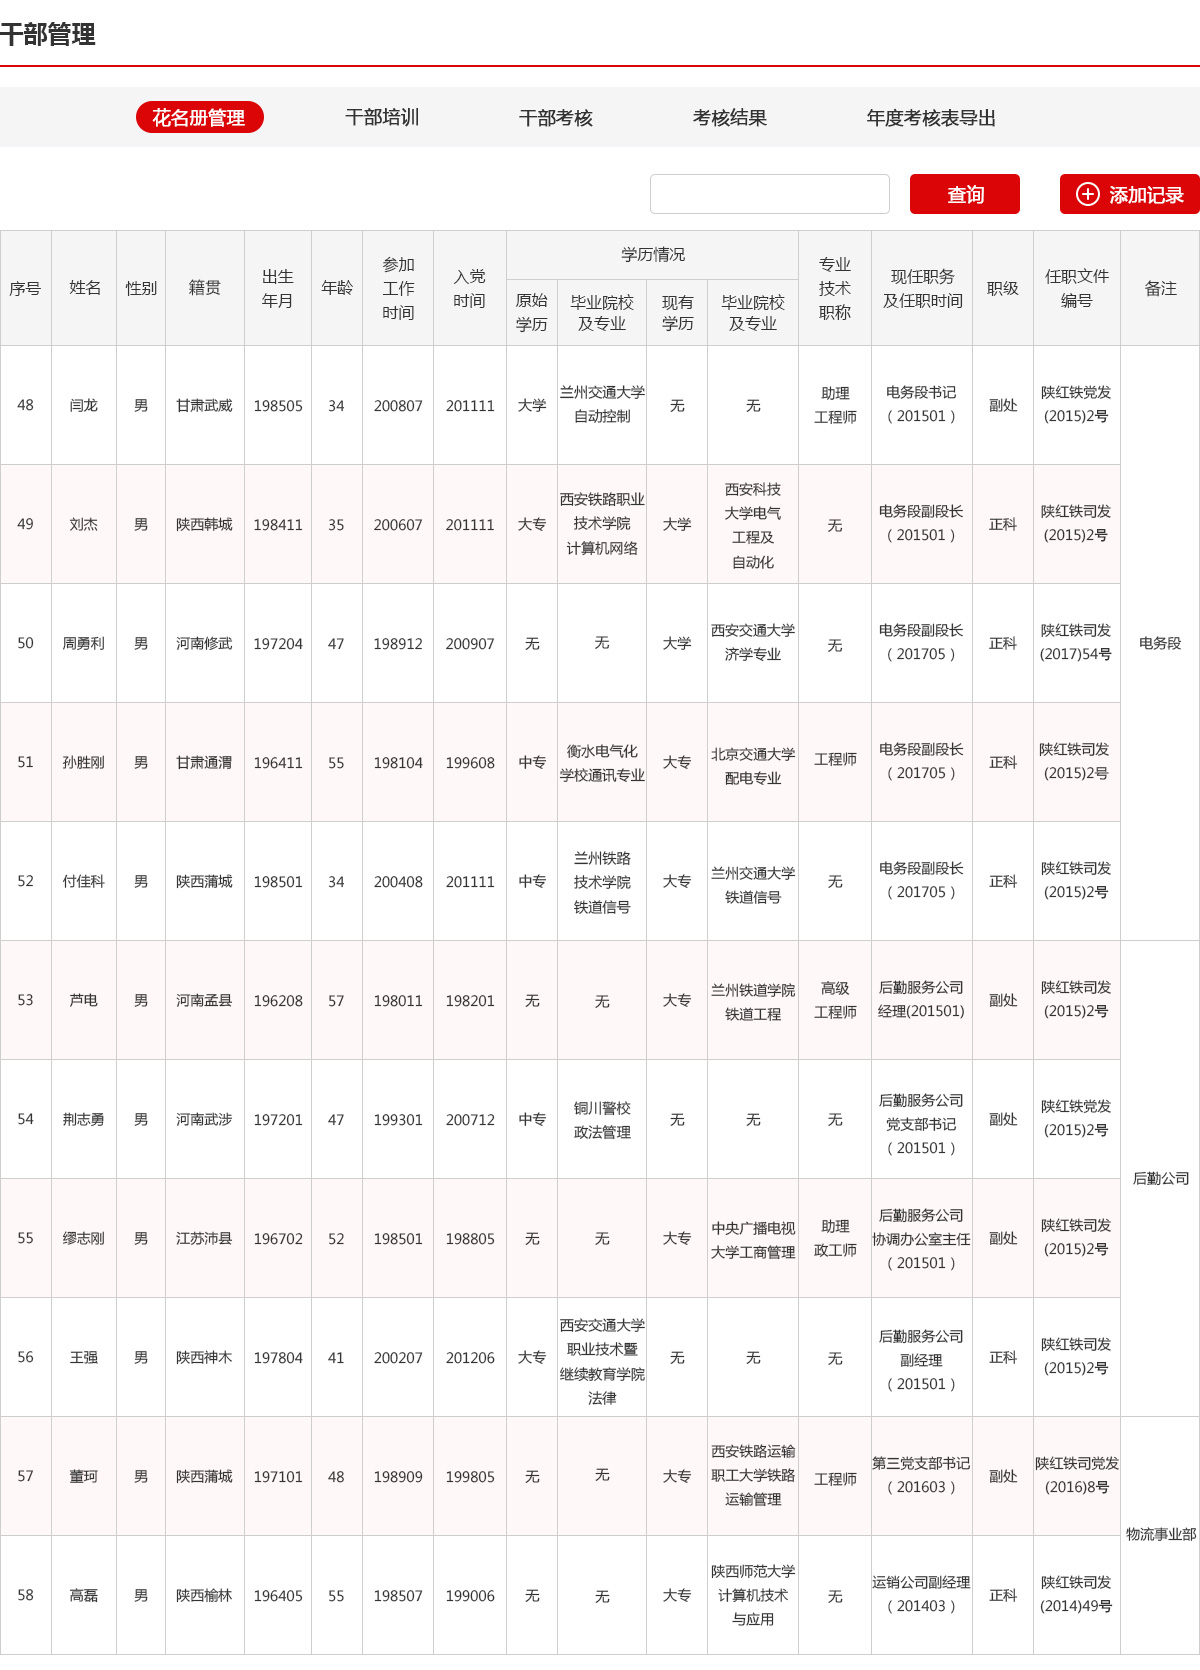 干部管理
花名册管理
干部培训
干部考核
考核结果
年度考核表导出
查询
添加记录
序号
姓名
性别
籍贯
出生
年月
年龄
参加
工作
时间
入党
时间
学历情况
原始
学历
毕业院校
及专业
现有
学历
毕业院校
及专业
专业
技术
职称
现任职务
及任职时间
职级
任职文件
编号
备注
48
闫龙
男
甘肃武威
198505
34
200807
201111
大学
兰州交通大学
自动控制
无
无
助理
工程师
电务段书记
（201501）
副处
陕红铁党发
(2015)2号
电务段
49
刘杰
男
陕西韩城
198411
35
200607
201111
大专
西安铁路职业
技术学院
计算机网络
大学
西安科技
大学电气
工程及
自动化
无
电务段副段长
（201501）
正科
陕红铁司发
(2015)2号
50
周勇利
男
河南修武
197204
47
198912
200907
无
无
大学
西安交通大学
济学专业
无
电务段副段长
（201705）
正科
陕红铁司发
(2017)54号
51
孙胜刚
男
甘肃通渭
196411
55
198104
199608
中专
衡水电气化
学校通讯专业
大专
北京交通大学
配电专业
工程师
电务段副段长
（201705）
正科
陕红铁司发
(2015)2号
52
付佳科
男
陕西蒲城
198501
34
200408
201111
中专
兰州铁路
技术学院
铁道信号
大专
兰州交通大学
铁道信号
无
电务段副段长
（201705）
正科
陕红铁司发
(2015)2号
53
芦电
男
河南孟县
196208
57
198011
198201
无
无
大专
兰州铁道学院
铁道工程
高级
工程师
后勤服务公司
经理(201501)
副处
陕红铁司发
(2015)2号
后勤公司
54
荆志勇
男
河南武涉
197201
47
199301
200712
中专
铜川警校
政法管理
无
无
无
后勤服务公司
党支部书记
（201501）
副处
陕红铁党发
(2015)2号
55
缪志刚
男
江苏沛县
196702
52
198501
198805
无
无
大专
中央广播电视
大学工商管理
助理
政工师
后勤服务公司
协调办公室主任
（201501）
副处
陕红铁司发
(2015)2号
56
王强
男
陕西神木
197804
41
200207
201206
大专
西安交通大学
职业技术暨
继续教育学院
法律
无
无
无
后勤服务公司
副经理
（201501）
正科
陕红铁司发
(2015)2号
57
董珂
男
陕西蒲城
197101
48
198909
199805
无
无
大专
西安铁路运输
职工大学铁路
运输管理
工程师
第三党支部书记
（201603）
副处
陕红铁司党发
(2016)8号
物流事业部
58
高磊
男
陕西榆林
196405
55
198507
199006
无
无
大专
陕西师范大学
计算机技术
与应用
无
运销公司副经理
（201403）
正科
陕红铁司发
(2014)49号